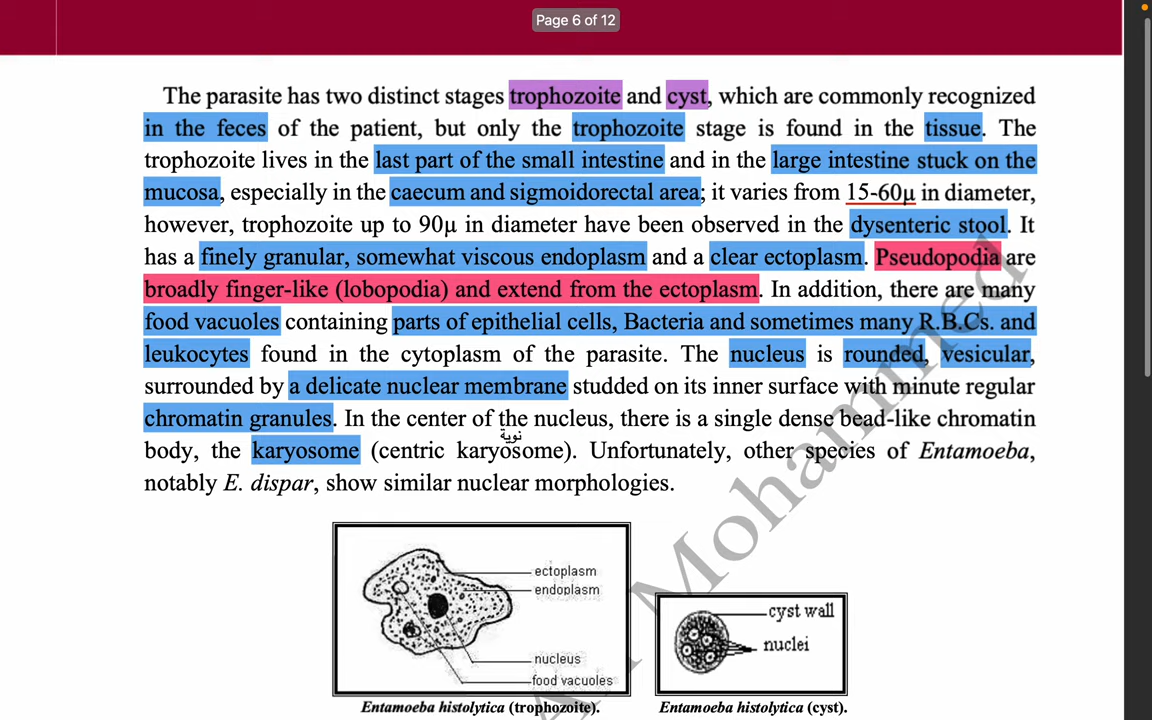 Page 6 of 12
The parasite has two distinct stages trophozoite and cyst, which are commonly recognized
in the feces of the patient, but only the trophozoite stage is found in the tissue. The
trophozoite lives in the last part of the small intestine and in the large intestine stuck on the
mucosa, especially in the caecum and sigmoidorectal area; it varies from 15-60µ in diameter,
however, trophozoite up to 90µ in diameter have been observed in the dysenteric stool. It
has a finely granular, somewhat viscous endoplasm and a clear ectoplasm. Pseudopodia are
broadly finger-like (lobopodia) and extend from the ectoplasm. In addition, there are many
food vacuoles containing parts of epithelial cells, Bacteria and sometimes many R.B.Cs. and
leukocytes found in the cytoplasm of the parasite. The nucleus is rounded, vesicular,
surrounded by a delicate nuclear membrane studded on its inner surface with minute regular
chromatin granules. In the center of the nucleus, there is a single dense bead-like chromatin
نوية
body, the karyosome (centric karyosome). Unfortunately, other species of Entamoeba,
notably E. dispar, show similar nuclear morphologies.
ectoplasm
endoplasm
nucleus
food vacuoles
Entamoeba histolytica (trophozoite).
cyst wall
nuclei
Entamoeba histolytica (cyst).
Mohammed